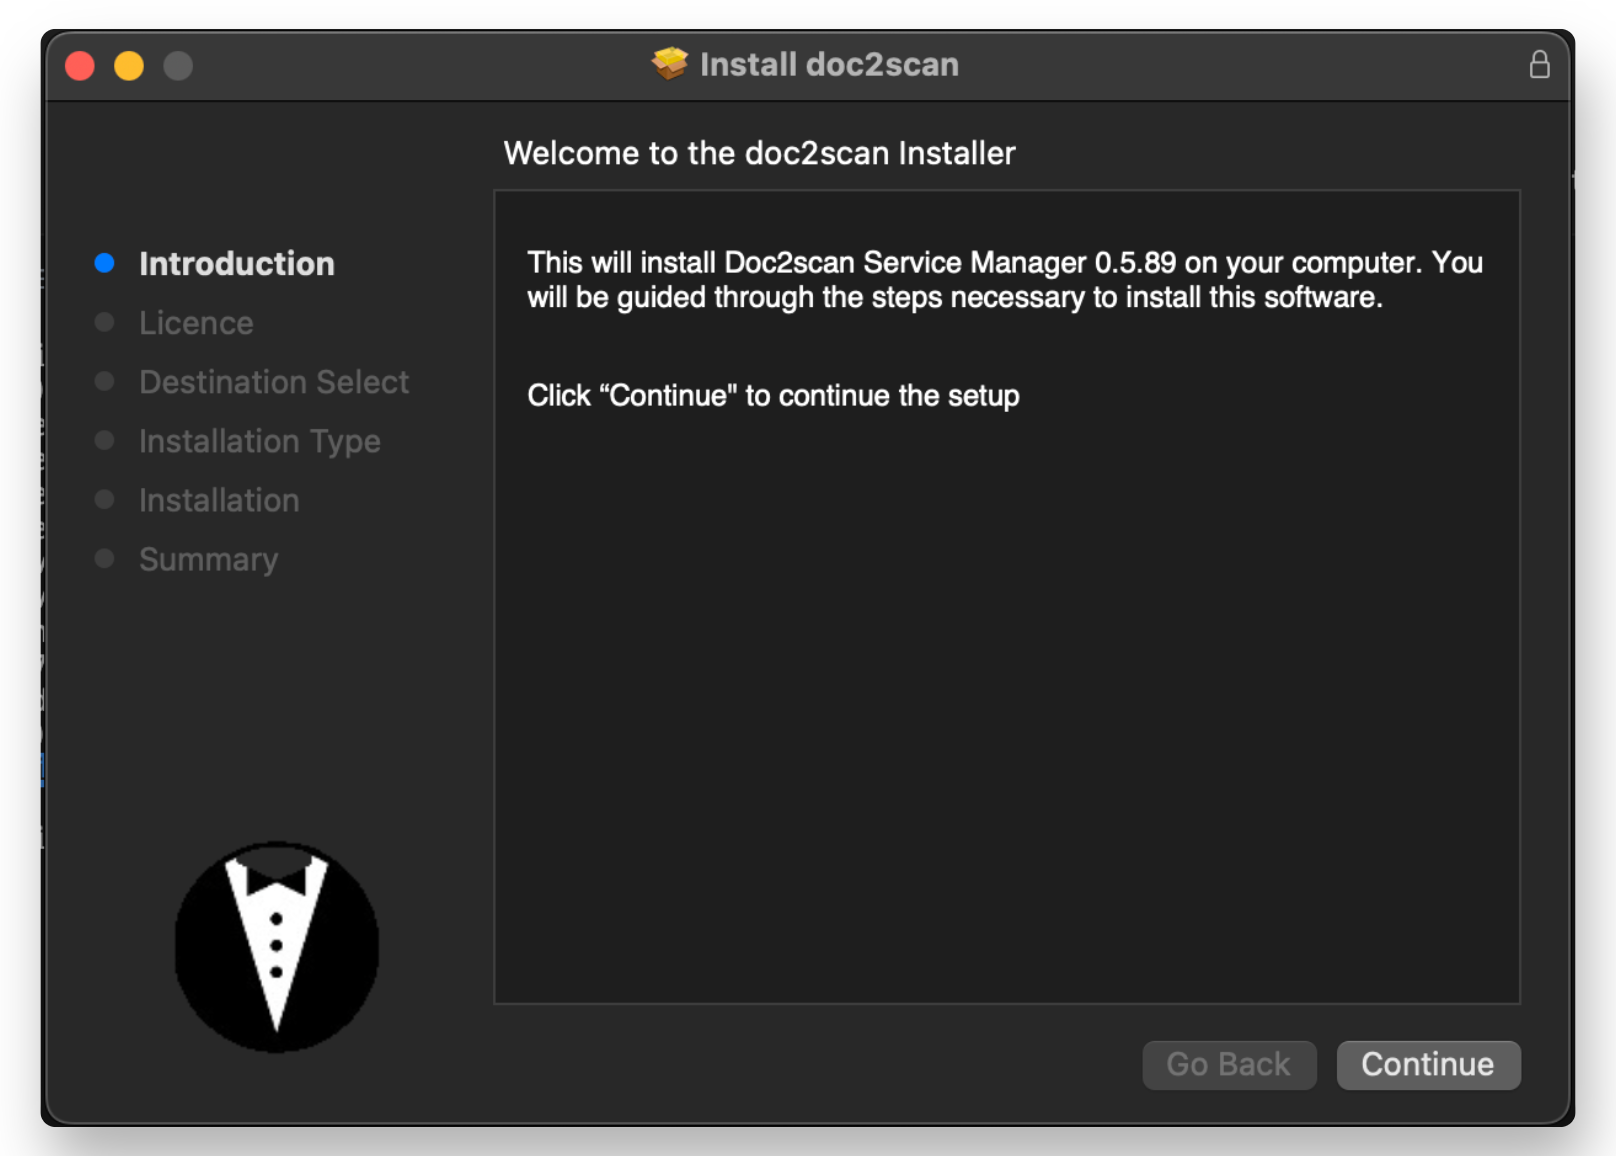 Install doc2scan
Welcome to the doc2scan Installer
Introduction
Licence
Destination Select
Installation Type
Installation
Summary
This will install Doc2scan Service Manager 0.5.89 on your computer. You
will be guided through the steps necessary to install this software.
Click “Continue" to continue the setup
Go Back
Continue